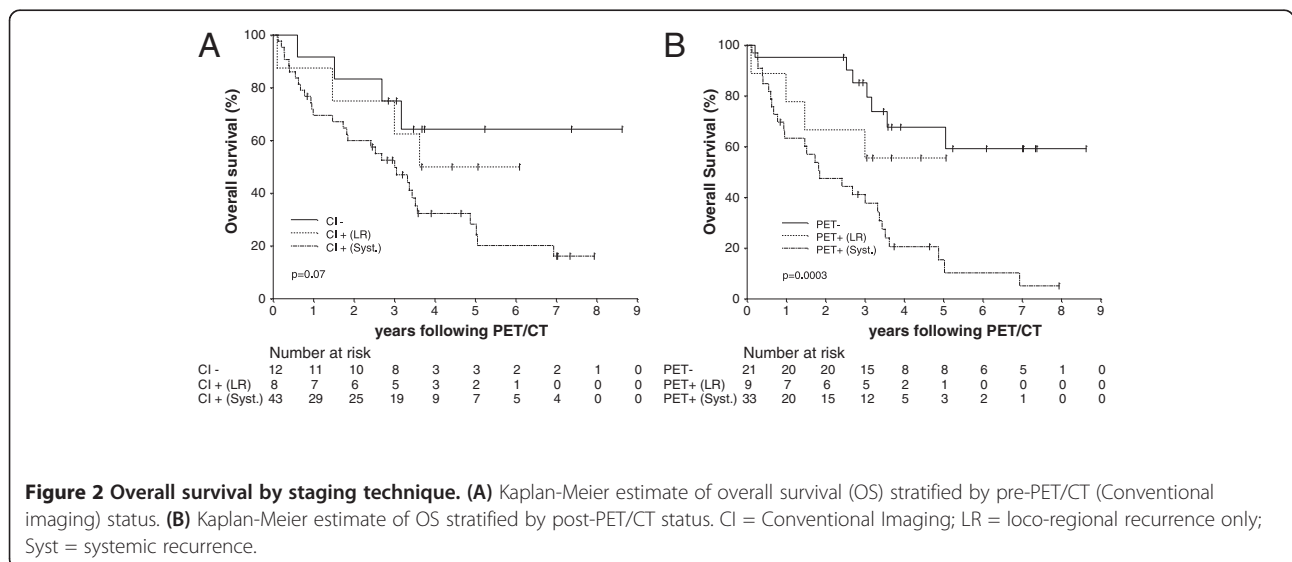 A
Overall survival (%)
100
80
60
40
20
0
CI -
CI + (LR)
CI + (Syst.)
p=0.07
0 1 2 3 4 5 6 7 8 9
years following PET/CT
Number at risk
CI - 12 11 10 8 3 3 2 2 1 0
CI + (LR) 8 7 6 5 3 2 1 0 0 0
CI + (Syst.) 43 29 25 19 9 7 5 4 0 0
B
Overall Survival (%)
100
80
60
40
20
0
PET-
PET+ (LR)
PET+ (Syst.)
p=0.0003
0 1 2 3 4 5 6 7 8 9
years following PET/CT
Number at risk
PET- 21 20 20 15 8 8 6 5 1 0
PET+ (LR) 9 7 6 5 2 1 0 0 0 0
PET+ (Syst.) 33 20 15 12 5 3 2 1 0 0
Figure 2 Overall survival by staging technique. (A) Kaplan-Meier estimate of overall survival (OS) stratified by pre-PET/CT (Conventional
imaging) status. (B) Kaplan-Meier estimate of OS stratified by post-PET/CT status. CI = Conventional Imaging; LR = loco-regional recurrence only;
Syst = systemic recurrence.